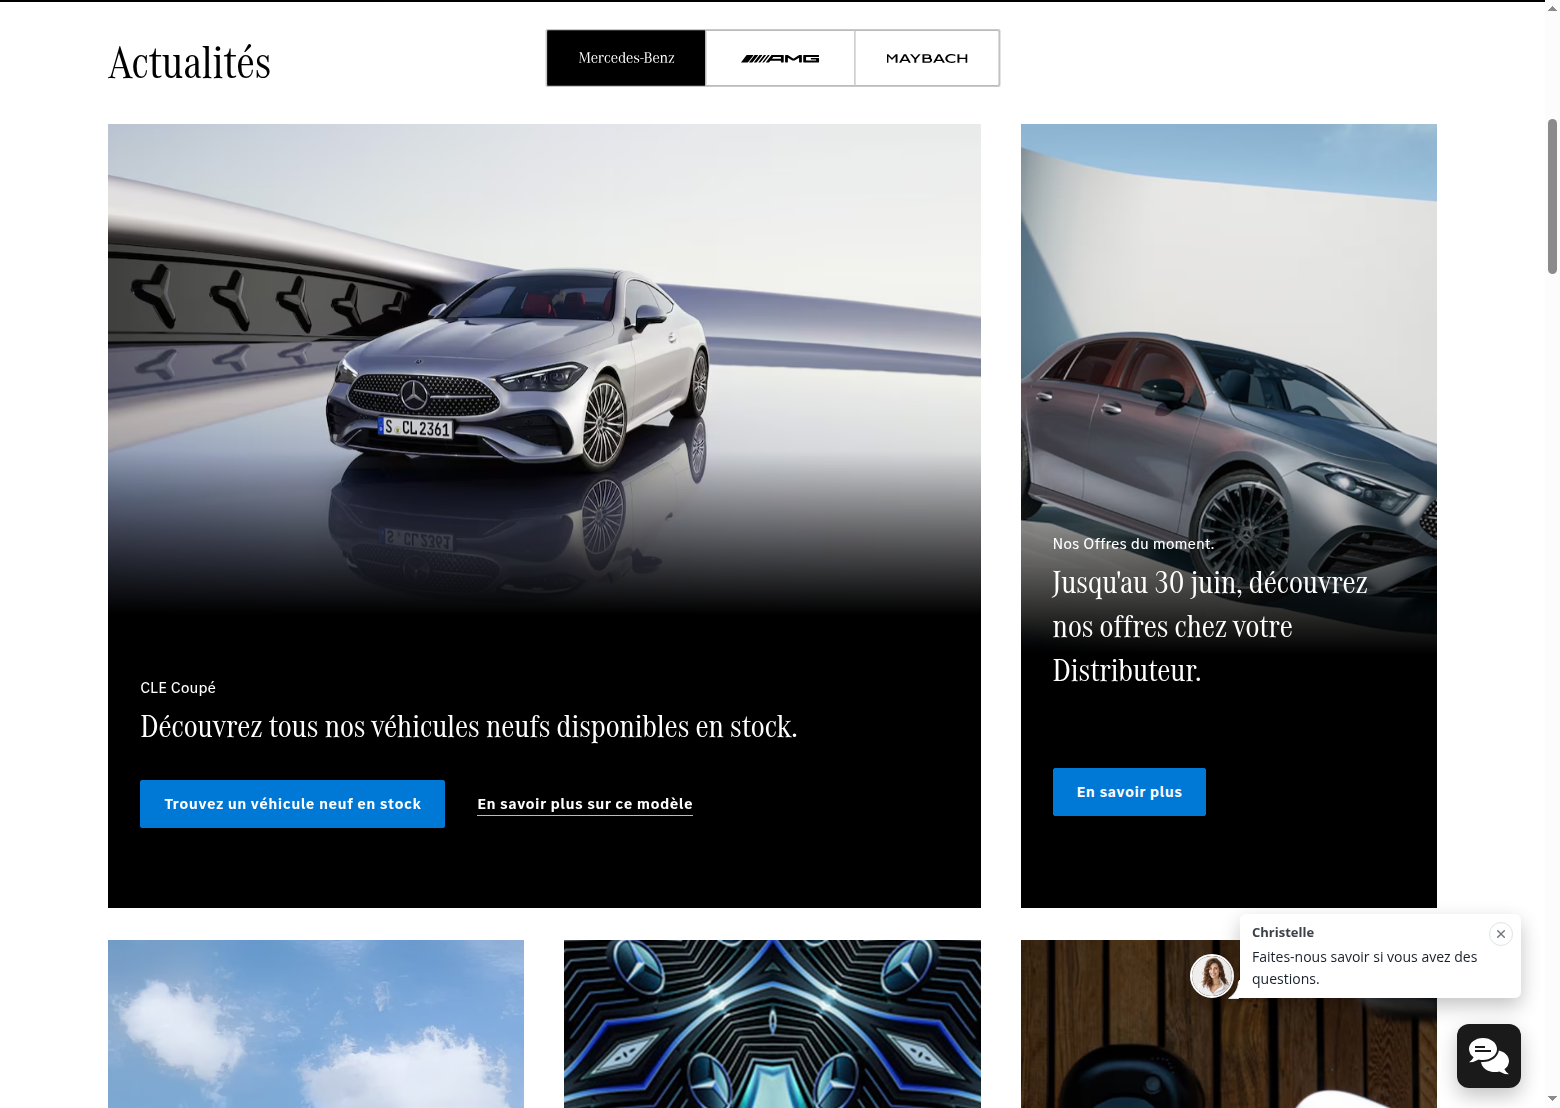 Actualités
Mercedes-Benz
AMG
MAYBACH
S CL 2361
CLE Coupé
Découvrez tous nos véhicules neufs disponibles en stock.
Trouvez un véhicule neuf en stock
En savoir plus sur ce modèle
Nos Offres du moment.
Jusqu'au 30 juin, découvrez
nos offres chez votre
Distributeur.
En savoir plus
Christelle
Faites-nous savoir si vous avez des
questions.